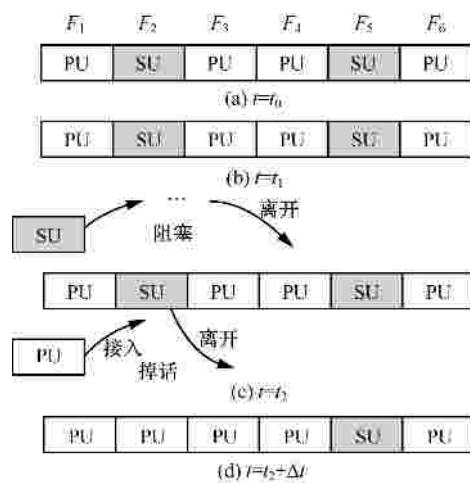 F1 F2 F3 F4 F5 F6
PU SU PU PU SU PU
(a) t=t0
PU SU PU PU SU PU
(b) t=t1
... 离开
SU 阻塞
PU SU PU PU SU PU
PU 接入 掉话 离开
(c) t=t2
PU PU PU PU SU PU
(d) t=t2+Δt